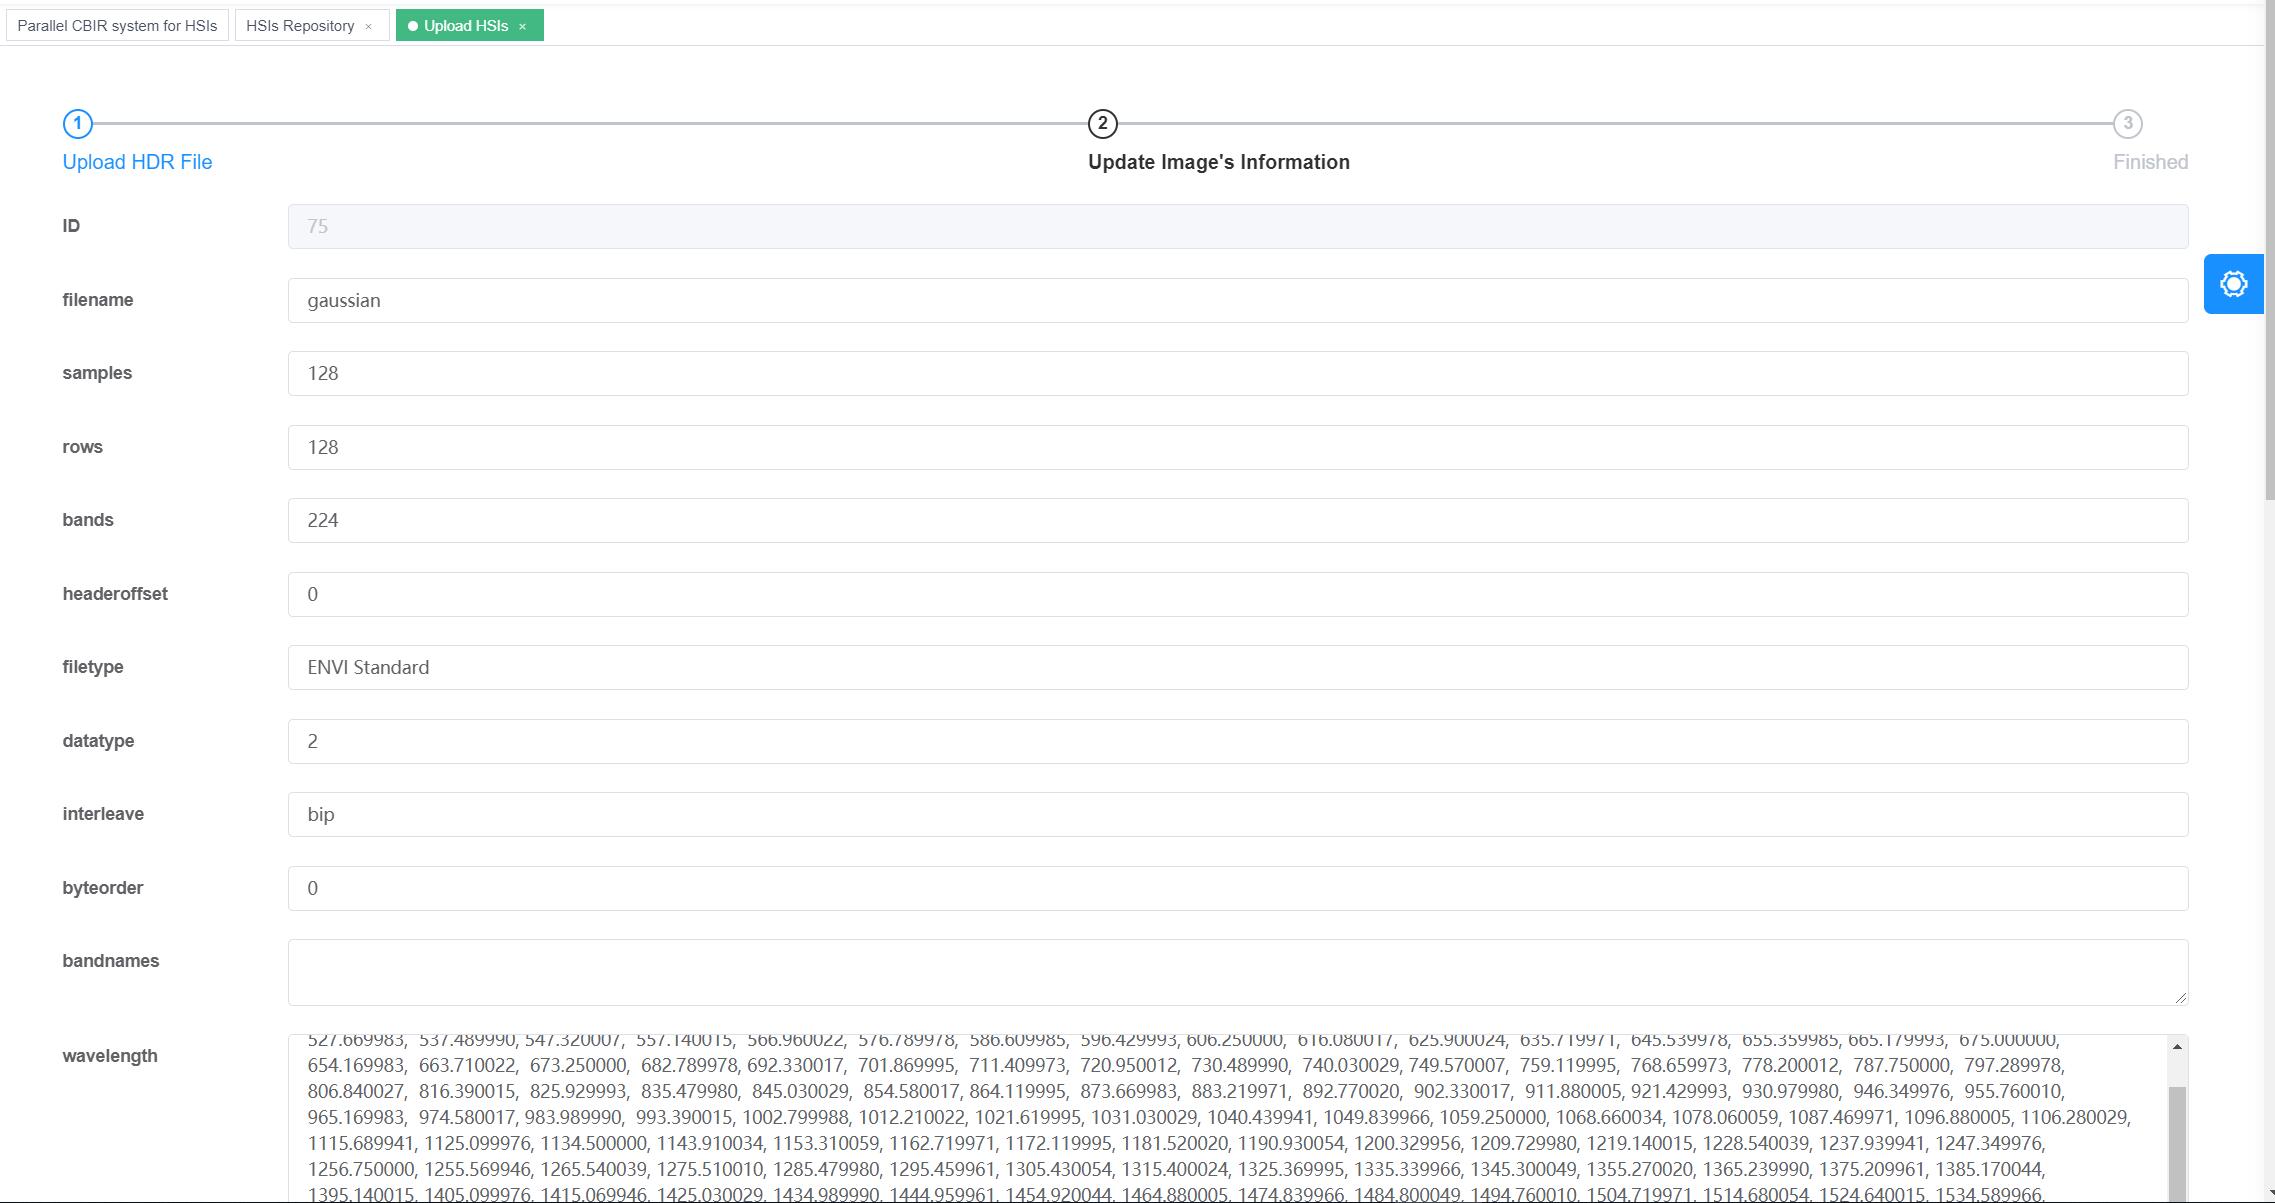 Parallel CBIR system for HSIs HSIs Repository × Upload HSIs ×
1 2 3
Upload HDR File Update Image's Information Finished
ID 75
filename gaussian
samples 128
rows 128
bands 224
headeroffset 0
filetype ENVI Standard
datatype 2
interleave bip
byteorder 0
bandnames
wavelength
527.669983, 537.489990, 547.320007, 557.140015, 566.960022, 576.789978, 586.609985, 596.429993, 606.250000, 616.080017, 625.900024, 635.719971, 645.539978, 655.359985, 665.179993, 675.000000,
654.169983, 663.710022, 673.250000, 682.789978, 692.330017, 701.869995, 711.409973, 720.950012, 730.489990, 740.030029, 749.570007, 759.119995, 768.659973, 778.200012, 787.750000, 797.289978,
806.840027, 816.390015, 825.929993, 835.479980, 845.030029, 854.580017, 864.119995, 873.669983, 883.219971, 892.770020, 902.330017, 911.880005, 921.429993, 930.979980, 946.349976, 955.760010,
965.169983, 974.580017, 983.989990, 993.390015, 1002.799988, 1012.210022, 1021.619995, 1031.030029, 1040.439941, 1049.839966, 1059.250000, 1068.660034, 1078.060059, 1087.469971, 1096.880005, 1106.280029,
1115.689941, 1125.099976, 1134.500000, 1143.910034, 1153.310059, 1162.719971, 1172.119995, 1181.520020, 1190.930054, 1200.329956, 1209.729980, 1219.140015, 1228.540039, 1237.939941, 1247.349976,
1256.750000, 1255.569946, 1265.540039, 1275.510010, 1285.479980, 1295.459961, 1305.430054, 1315.400024, 1325.369995, 1335.339966, 1345.300049, 1355.270020, 1365.239990, 1375.209961, 1385.170044,
1395.140015, 1405.099976, 1415.069946, 1425.030029, 1434.989990, 1444.959961, 1454.920044, 1464.880005, 1474.839966, 1484.800049, 1494.760010, 1504.719971, 1514.680054, 1524.640015, 1534.589966,